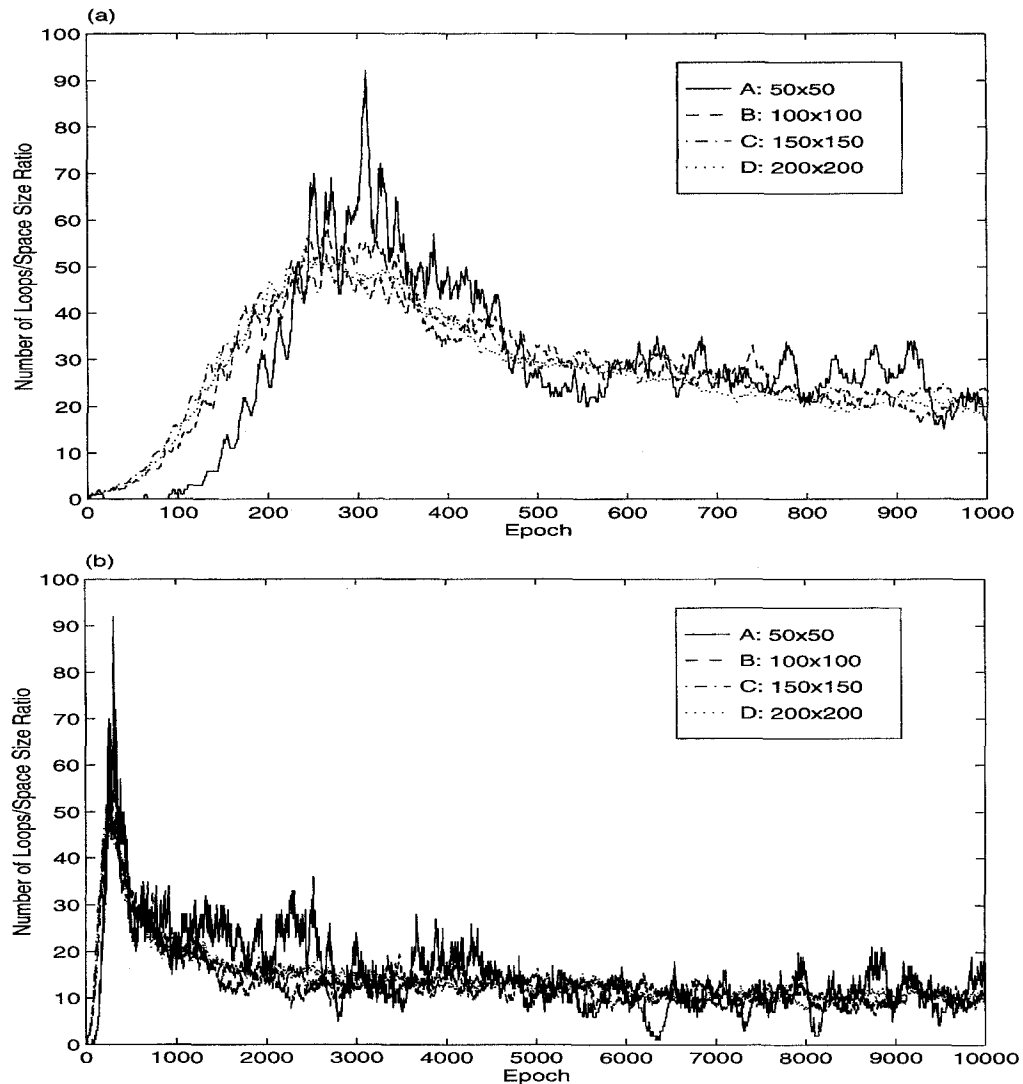 (a)
Number of Loops/Space Size Ratio
100
90
80
70
60
50
40
30
20
10
0
A: 50x50
B: 100x100
C: 150x150
D: 200x200
0 100 200 300 400 500 600 700 800 900 1000
Epoch
(b)
Number of Loops/Space Size Ratio
100
90
80
70
60
50
40
30
20
10
0
A: 50x50
B: 100x100
C: 150x150
D: 200x200
0 1000 2000 3000 4000 5000 6000 7000 8000 9000 10000
Epoch